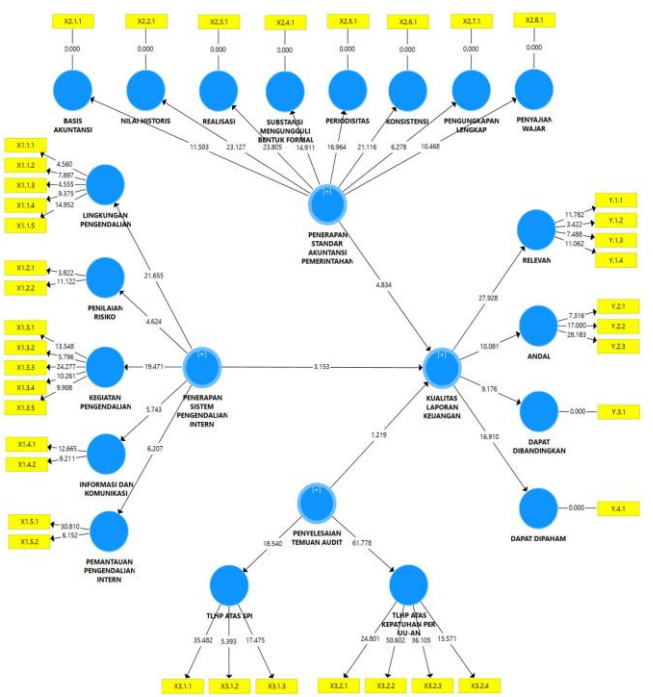 X2.1.1 X2.2.1 X2.3.1 X2.4.1 X2.5.1 X2.6.1 X2.7.1 X2.8.1
0.000 0.000 0.000 0.000 0.000 0.000 0.000 0.000
BASIS
AKUNTANSI
NILAI HISTORIS
REALISASI
SUBSTANSI
MENGUNGGULI
BENTUK FORMAL
PERIODISITAS
KONSISTENSI
PENGUNGKAPAN
LENGKAP
PENYAJIAN
WAJAR
11.503 23.127 23.805 14.911 16.964 21.116 6.278 10.468
PENERAPAN
STANDAR
AKUNTANSI
PEMERINTAHAN
4.834
X1.1.1
X1.1.2
X1.1.3
X1.1.4
X1.1.5
4.560
7.897
4.555
9.375
14.952
LINGKUNGAN
PENGENDALIAN
21.655
X1.2.1
X1.2.2
3.822
11.122
PENILAIAN
RISIKO
4.624
X1.3.1
X1.3.2
X1.3.3
X1.3.4
X1.3.5
13.548
5.796
24.277
10.261
9.908
KEGIATAN
PENGENDALIAN
19.471
[+]
PENERAPAN
SISTEM
PENGENDALIAN
INTERN
3.153
X1.4.1
X1.4.2
12.665
9.211
INFORMASI DAN
KOMUNIKASI
5.743
X1.5.1
X1.5.2
30.810
6.152
PEMANTAUAN
PENGENDALIAN
INTERN
6.207
[+]
KUALITAS
LAPORAN
KEUANGAN
27.928
RELEVAN
11.782
3.422
7.488
11.062
Y.1.1
Y.1.2
Y.1.3
Y.1.4
10.081
ANDAL
7.316
17.000
28.183
Y.2.1
Y.2.2
Y.2.3
9.176
DAPAT
DIBANDINGKAN
0.000
Y.3.1
16.910
DAPAT DIPAHAM
0.000
Y.4.1
1.219
[+]
PENYELESAIAN
TEMUAN AUDIT
18.540 61.778
TLHP ATAS SPI
35.482 5.393 17.475
X3.1.1 X3.1.2 X3.1.3
TLHP ATAS
KEPATUHAN PER
UU-AN
24.801 50.602 36.105 15.571
X3.2.1 X3.2.2 X3.2.3 X3.2.4